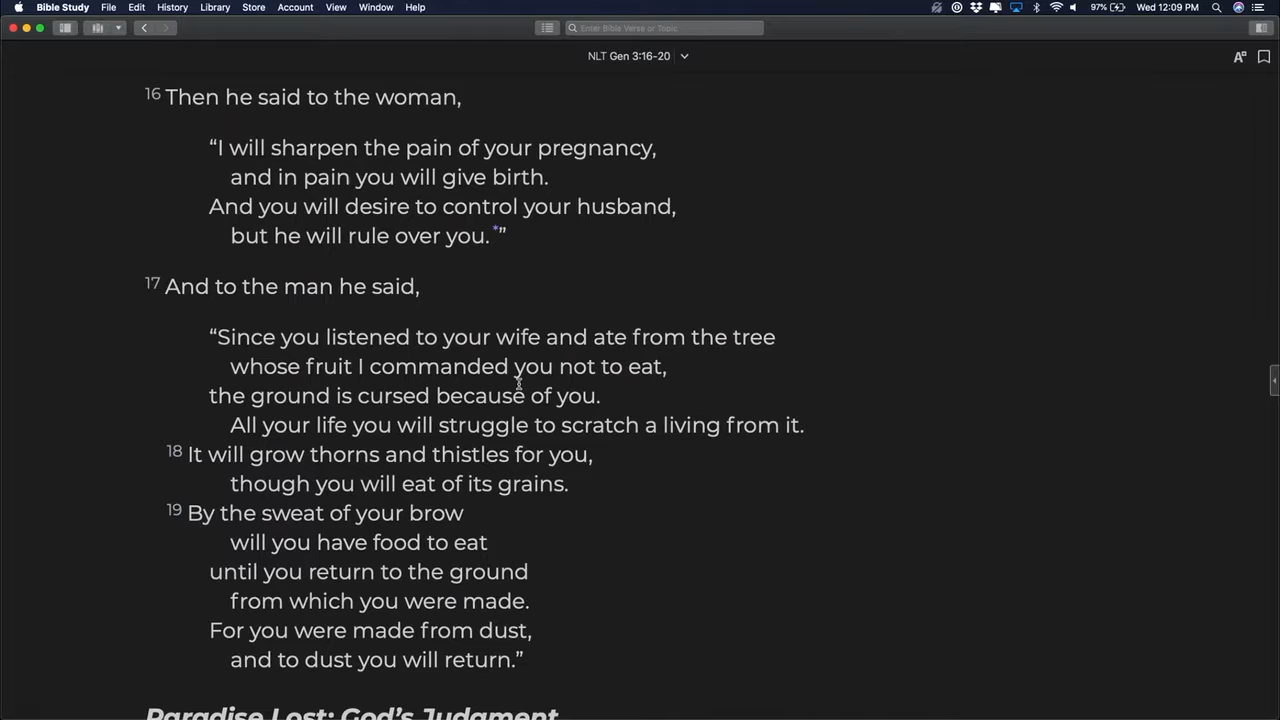 Bible Study File Edit History Library Store Account View Window Help 97% Wed 12:09 PM
Enter Bible Verse or Topic
NLT Gen 3:16-20
16 Then he said to the woman,
“I will sharpen the pain of your pregnancy,
and in pain you will give birth.
And you will desire to control your husband,
but he will rule over you.*”
17 And to the man he said,
“Since you listened to your wife and ate from the tree
whose fruit I commanded you not to eat,
the ground is cursed because of you.
All your life you will struggle to scratch a living from it.
18 It will grow thorns and thistles for you,
though you will eat of its grains.
19 By the sweat of your brow
will you have food to eat
until you return to the ground
from which you were made.
For you were made from dust,
and to dust you will return.”
Paradise Lost: God’s Judgment